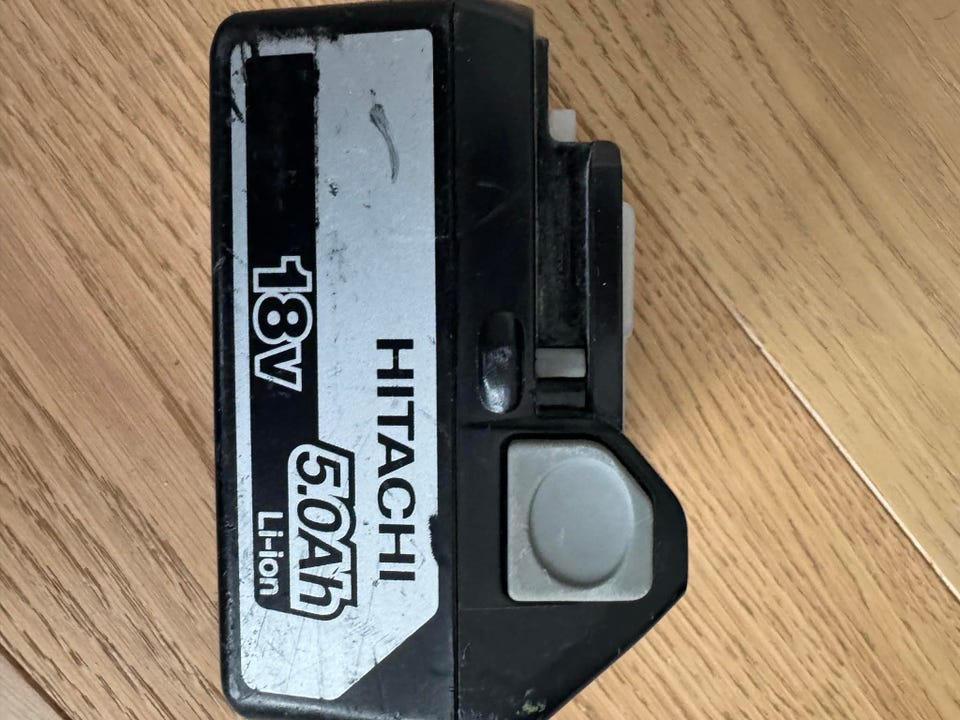 HITACHI
18V
5.0Ah
Li-ion